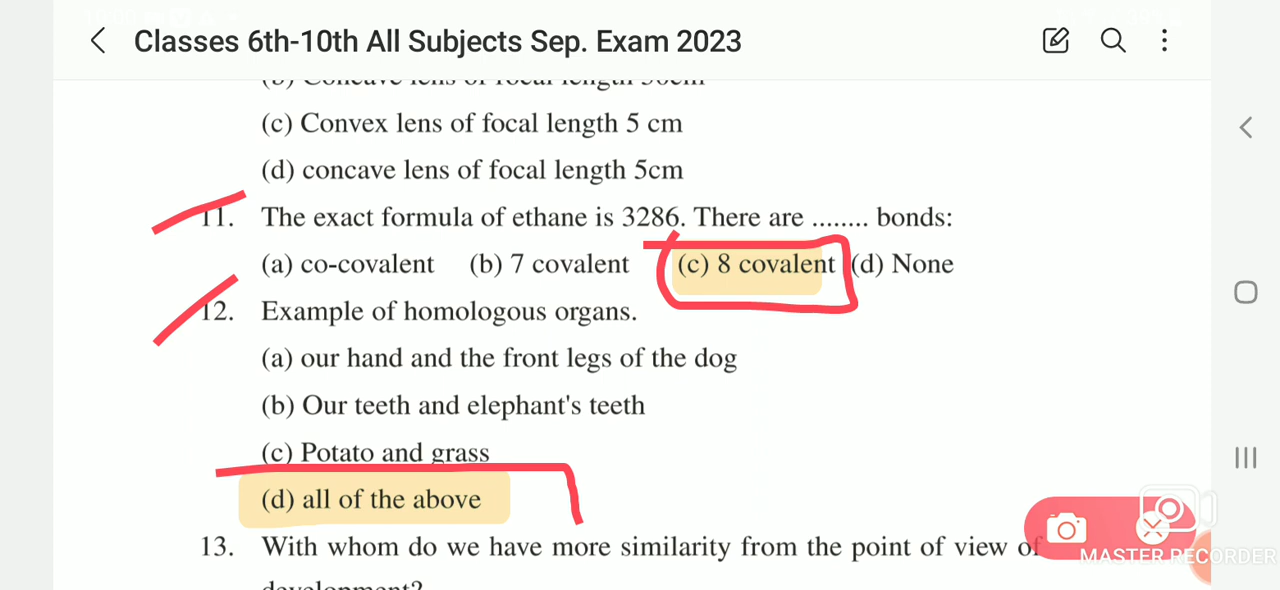 Classes 6th-10th All Subjects Sep. Exam 2023
(c) Convex lens of focal length 5 cm
(d) concave lens of focal length 5cm
11. The exact formula of ethane is 3286. There are ........ bonds:
(a) co-covalent (b) 7 covalent (c) 8 covalent (d) None
12. Example of homologous organs.
(a) our hand and the front legs of the dog
(b) Our teeth and elephant's teeth
(c) Potato and grass
(d) all of the above
13. With whom do we have more similarity from the point of view of
MASTER RECORDER